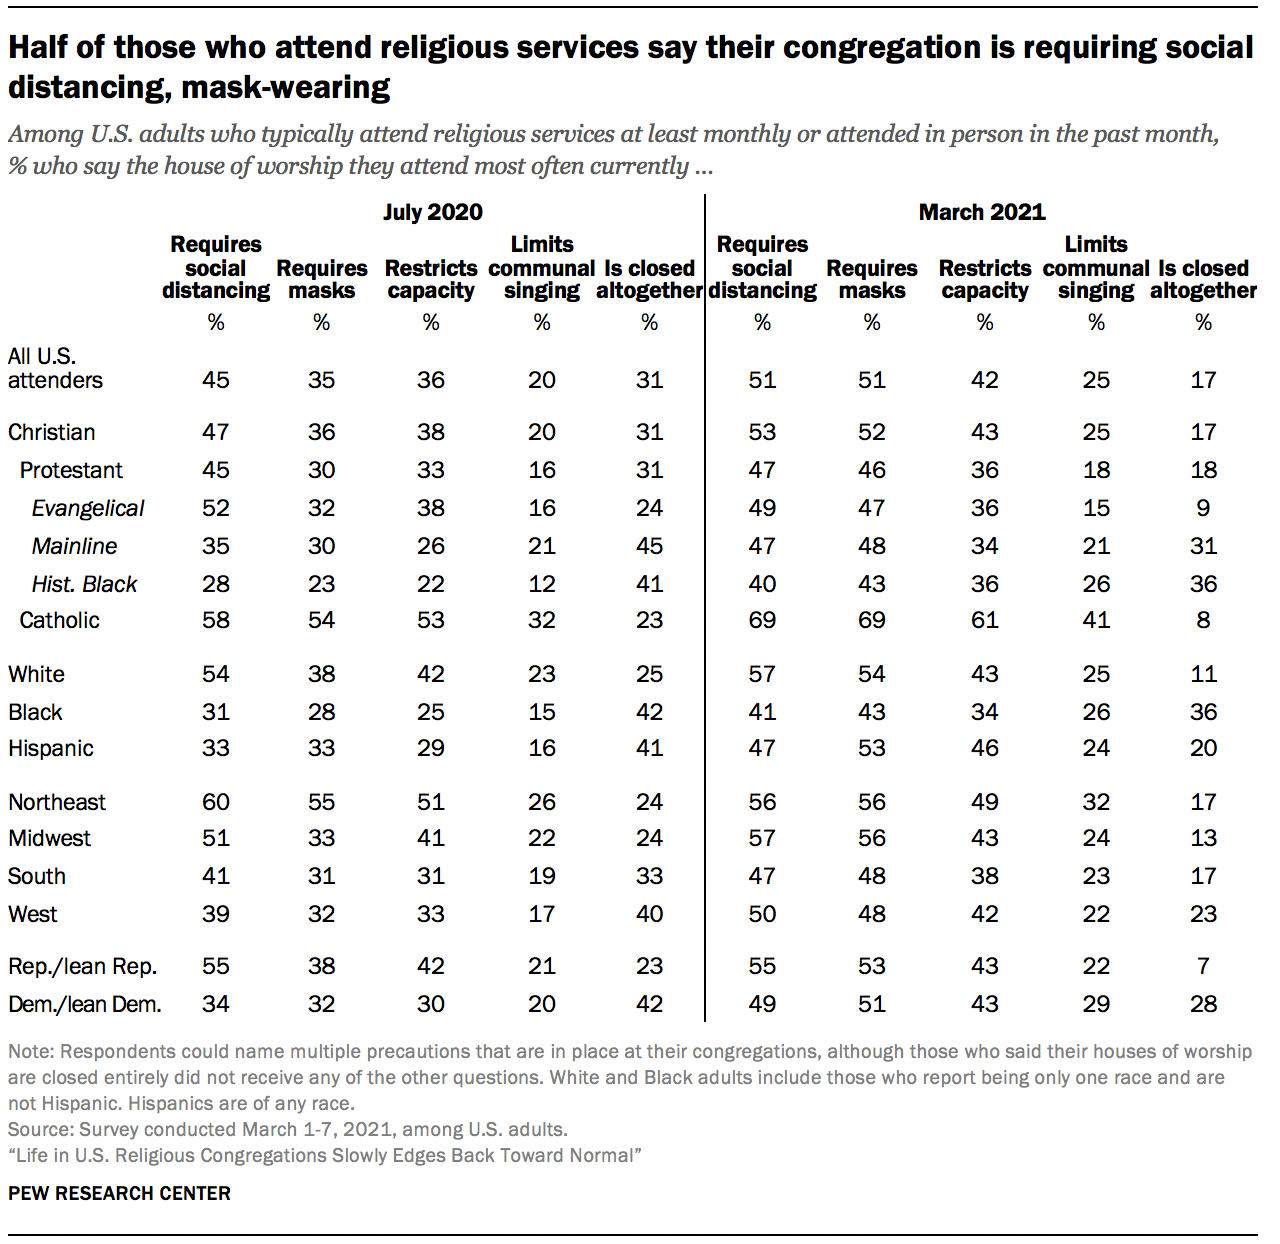 Half of those who attend religious services say their congregation is requiring social
distancing, mask-wearing
Among U.S. adults who typically attend religious services at least monthly or attended in person in the past month,
% who say the house of worship they attend most often currently ...
July 2020 March 2021
Requires Limits Requires Limits
social Requires Restricts communal Is closed social Requires Restricts communal Is closed
distancing masks capacity singing altogether distancing masks capacity singing altogether
% % % % % % % % % %
All U.S.
attenders 45 35 36 20 31 51 51 42 25 17
Christian 47 36 38 20 31 53 52 43 25 17
Protestant 45 30 33 16 31 47 46 36 18 18
Evangelical 52 32 38 16 24 49 47 36 15 9
Mainline 35 30 26 21 45 47 48 34 21 31
Hist. Black 28 23 22 12 41 40 43 36 26 36
Catholic 58 54 53 32 23 69 69 61 41 8
White 54 38 42 23 25 57 54 43 25 11
Black 31 28 25 15 42 41 43 34 26 36
Hispanic 33 33 29 16 41 47 53 46 24 20
Northeast 60 55 51 26 24 56 56 49 32 17
Midwest 51 33 41 22 24 57 56 43 24 13
South 41 31 31 19 33 47 48 38 23 17
West 39 32 33 17 40 50 48 42 22 23
Rep./lean Rep. 55 38 42 21 23 55 53 43 22 7
Dem./lean Dem. 34 32 30 20 42 49 51 43 29 28
Note: Respondents could name multiple precautions that are in place at their congregations, although those who said their houses of worship
are closed entirely did not receive any of the other questions. White and Black adults include those who report being only one race and are
not Hispanic. Hispanics are of any race.
Source: Survey conducted March 1-7, 2021, among U.S. adults.
“Life in U.S. Religious Congregations Slowly Edges Back Toward Normal”
PEW RESEARCH CENTER